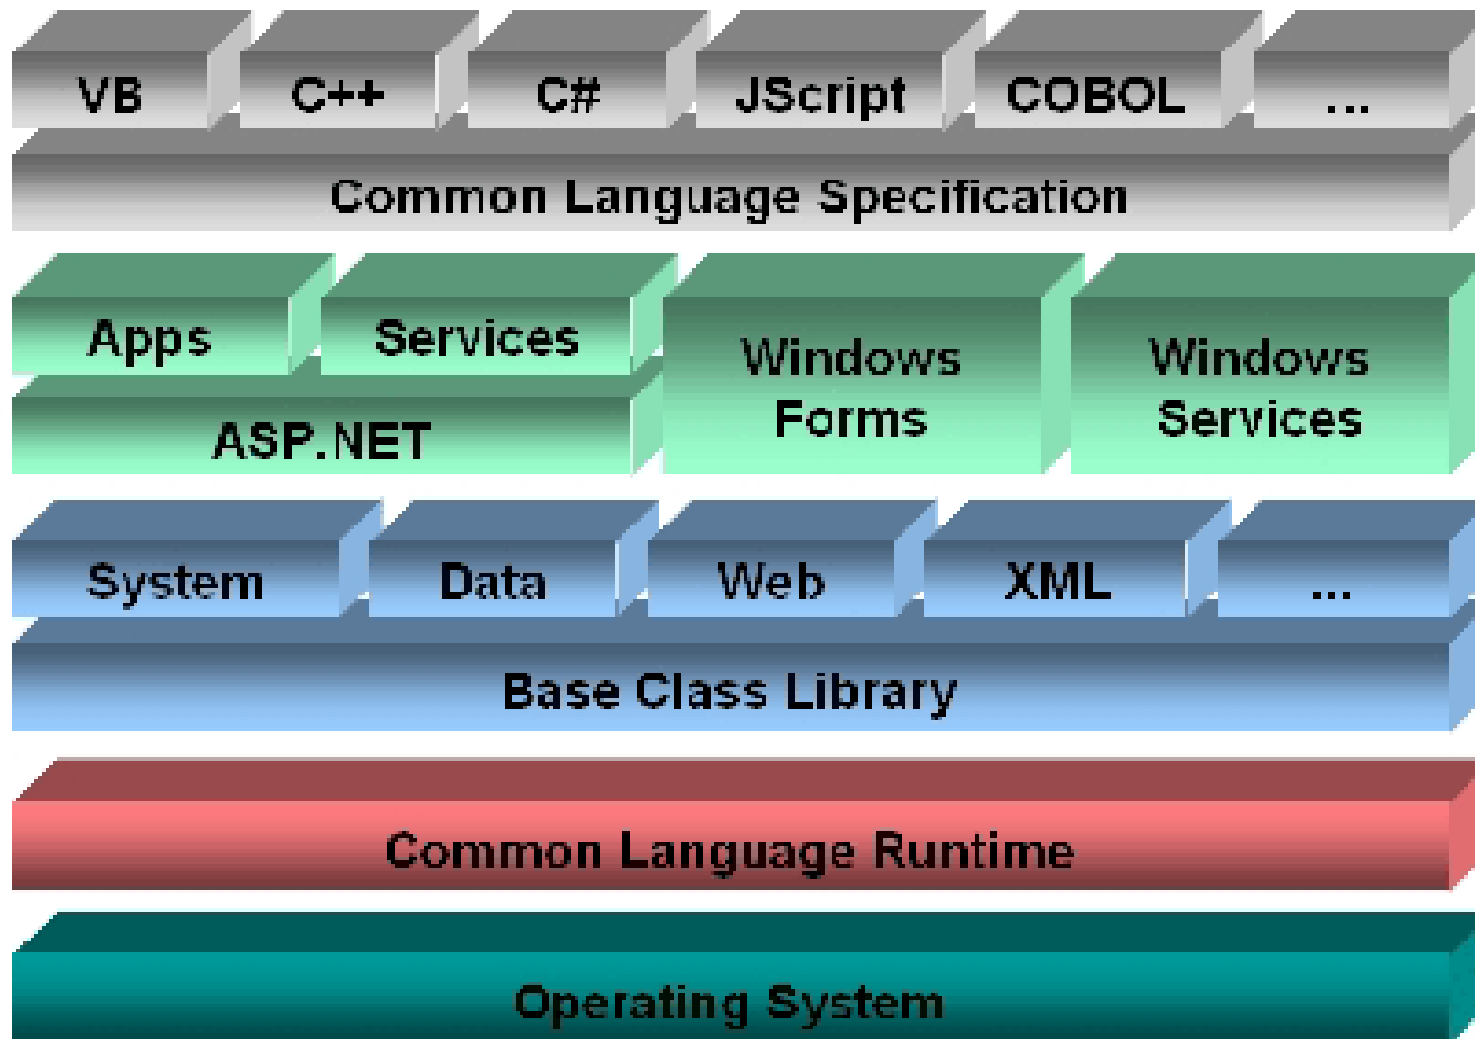 VB C++ C# JScript COBOL ...
Common Language Specification
Apps Services
ASP.NET
Windows
Forms
Windows
Services
System Data Web XML ...
Base Class Library
Common Language Runtime
Operating System